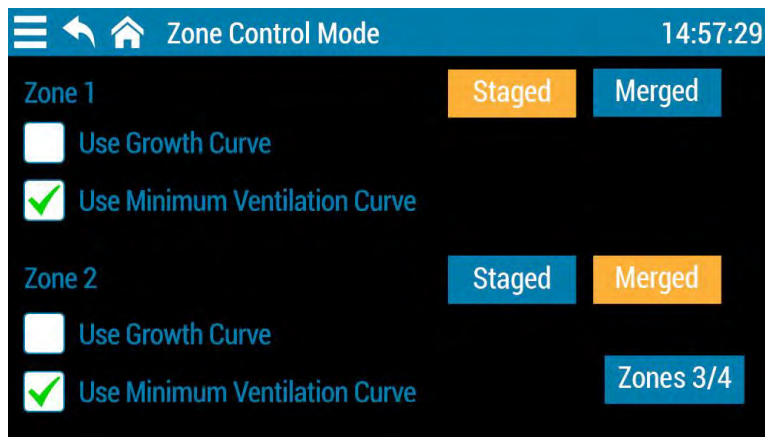 Zone Control Mode 14:57:29
Zone 1 Staged Merged
Use Growth Curve
Use Minimum Ventilation Curve
Zone 2 Staged Merged
Use Growth Curve
Use Minimum Ventilation Curve
Zones 3/4